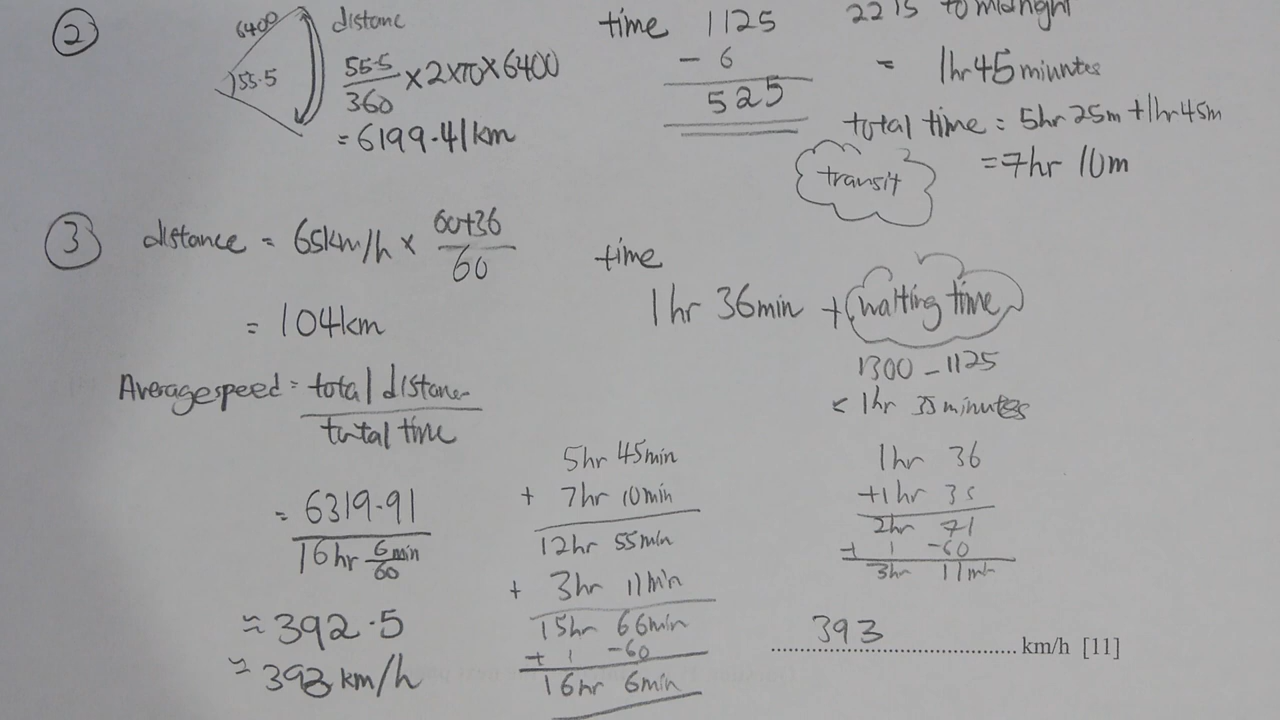 2
6400
55.5
distanc
55.5/360 × 2 × π × 6400
= 6199.41 km
time 1125
- 6
525
2215 to midnight
= 1hr 45 miuntes
total time = 5hr 25m + 1hr 45m
= 7hr 10m
transit
3
distance = 65km/h × 60+36/60
= 104km
time
1hr 36min + waiting time
1300 - 1125
1hr 35 minutes
Average speed = total distance/total time
= 6319.91/16hr 6min/60
≈ 392.5
≈ 393 km/h
5hr 45min
+ 7hr 10min
12hr 55min
+ 3hr 11min
15hr 66min
+ 1 -60
16hr 6min
1hr 36
+1hr 35
2hr 71
+ 1 -60
3hr 11min
393 km/h [11]